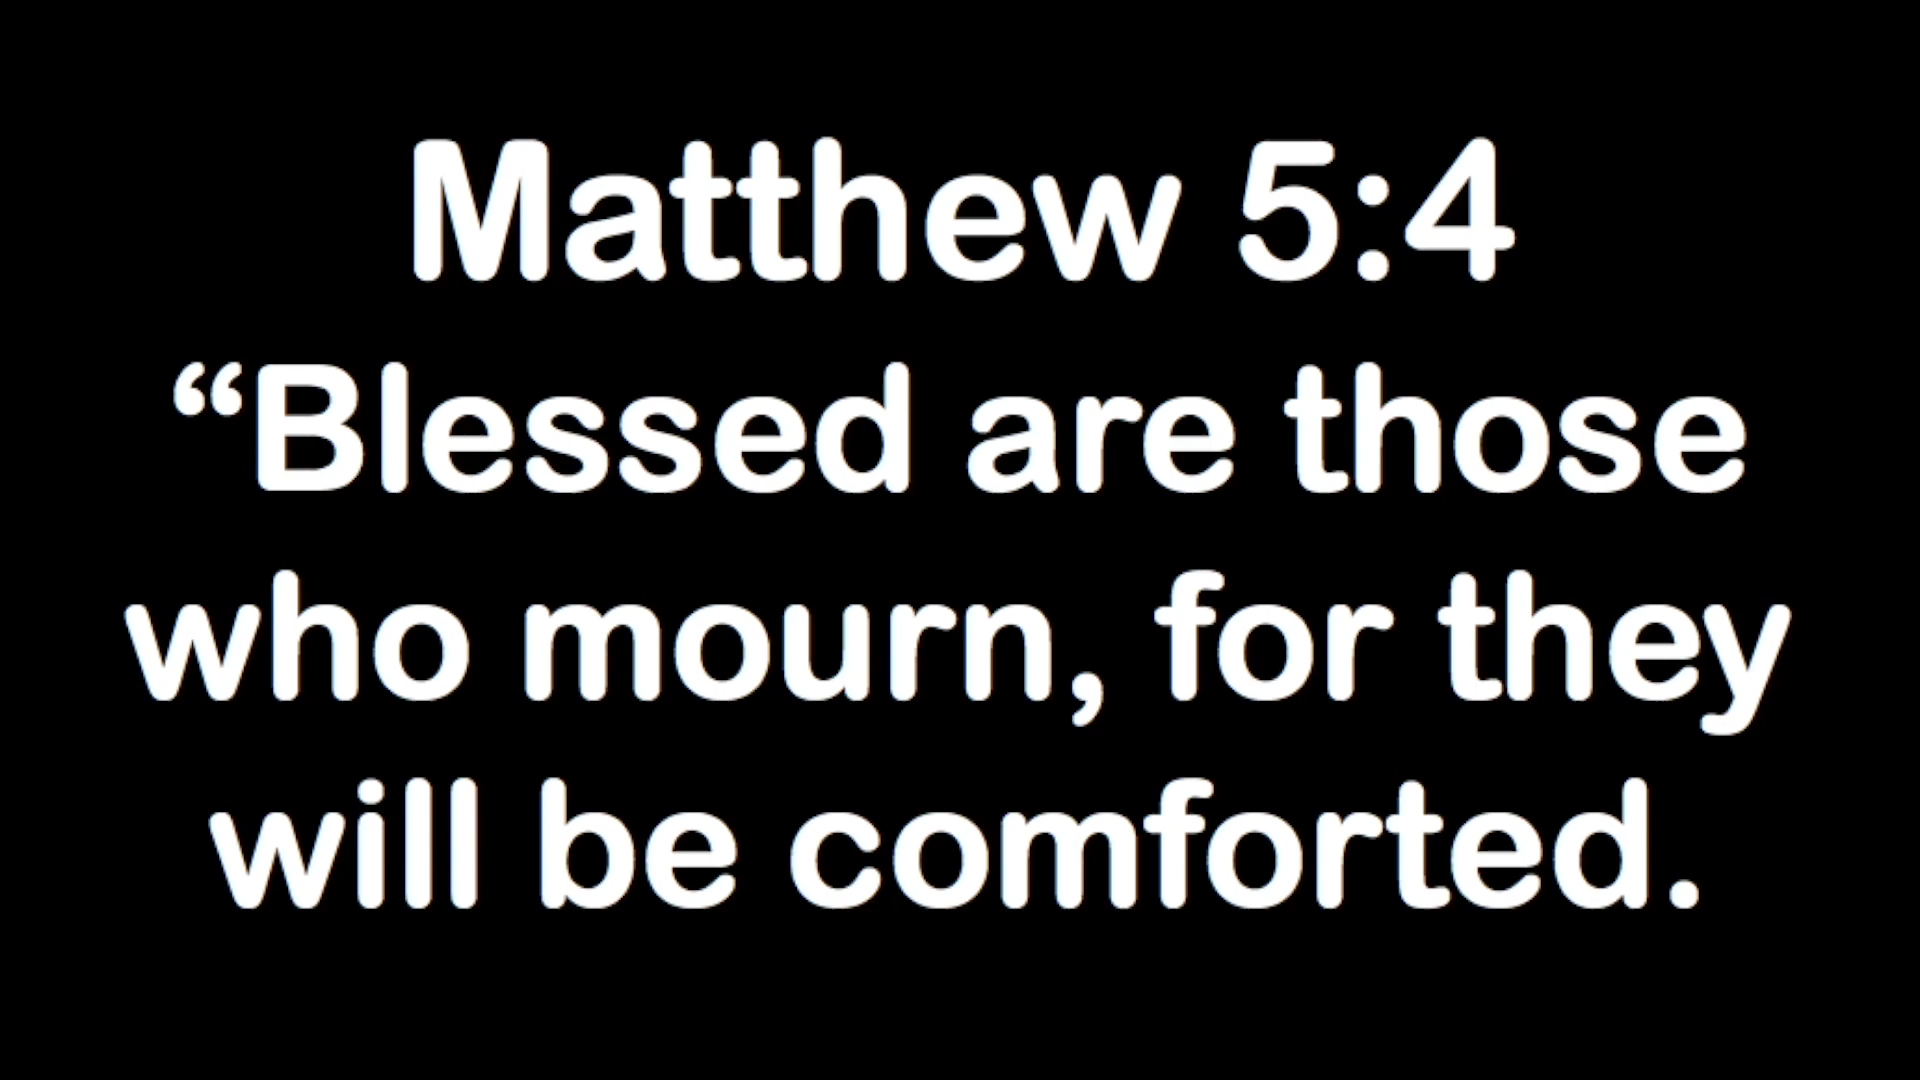 Matthew 5:4
“Blessed are those
who mourn, for they
will be comforted.